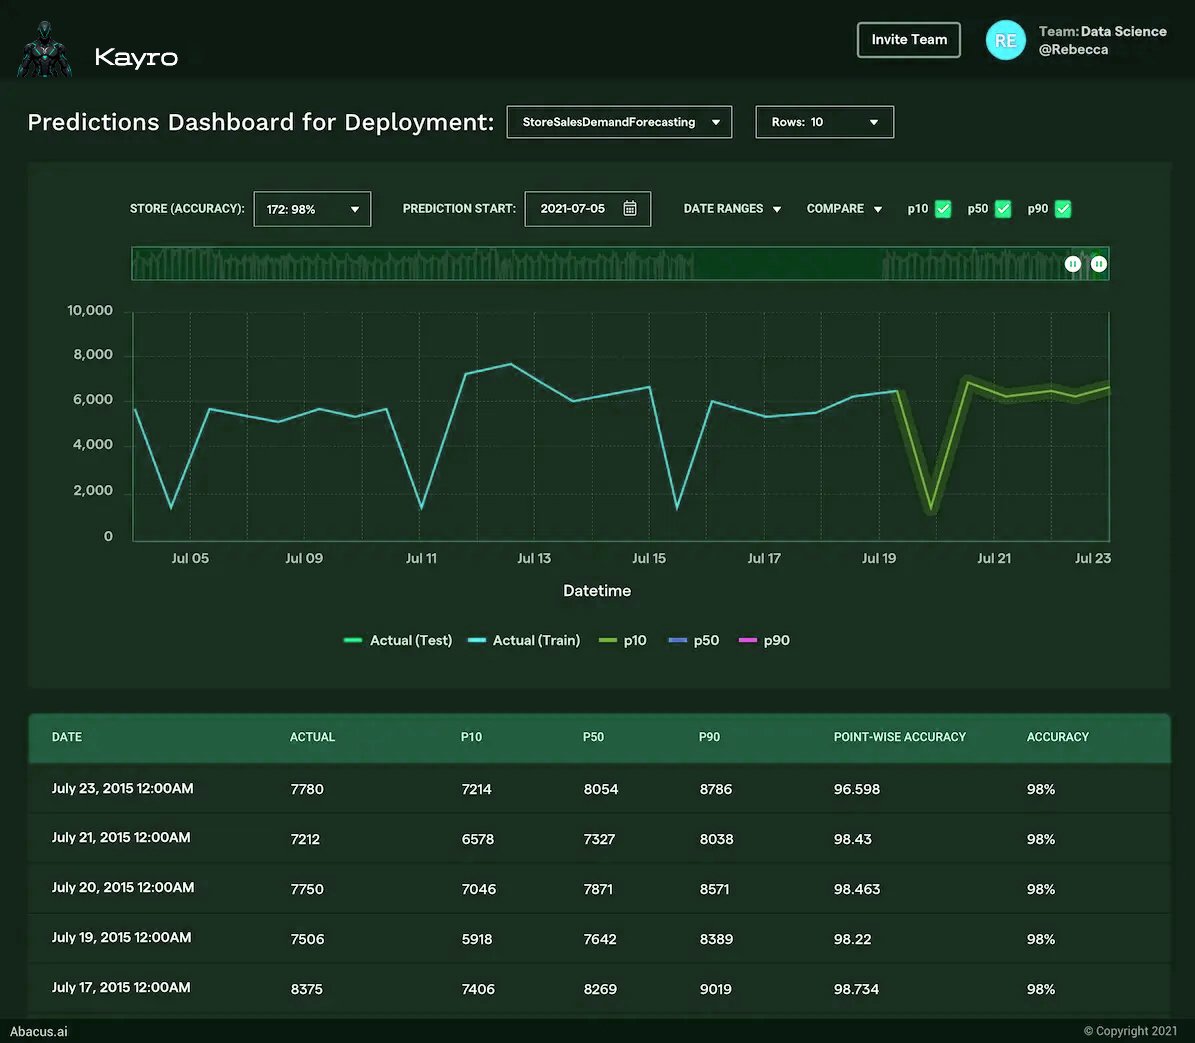 Kayro
Invite Team
RE
Team: Data Science
@Rebecca
Predictions Dashboard for Deployment:
StoreSalesDemandForecasting
Rows: 10
STORE (ACCURACY): 172: 98% PREDICTION START: 2021-07-05 DATE RANGES COMPARE p10 p50 p90
10,000
8,000
6,000
4,000
2,000
0
Jul 05 Jul 09 Jul 11 Jul 13 Jul 15 Jul 17 Jul 19 Jul 21 Jul 23
Datetime
Actual (Test) Actual (Train) p10 p50 p90
DATE ACTUAL P10 P50 P90 POINT-WISE ACCURACY ACCURACY
July 23, 2015 12:00AM 7780 7214 8054 8786 96.598 98%
July 21, 2015 12:00AM 7212 6578 7327 8038 98.43 98%
July 20, 2015 12:00AM 7750 7046 7871 8571 98.463 98%
July 19, 2015 12:00AM 7506 5918 7642 8389 98.22 98%
July 17, 2015 12:00AM 8375 7406 8269 9019 98.734 98%
Abacus.ai
© Copyright 2021